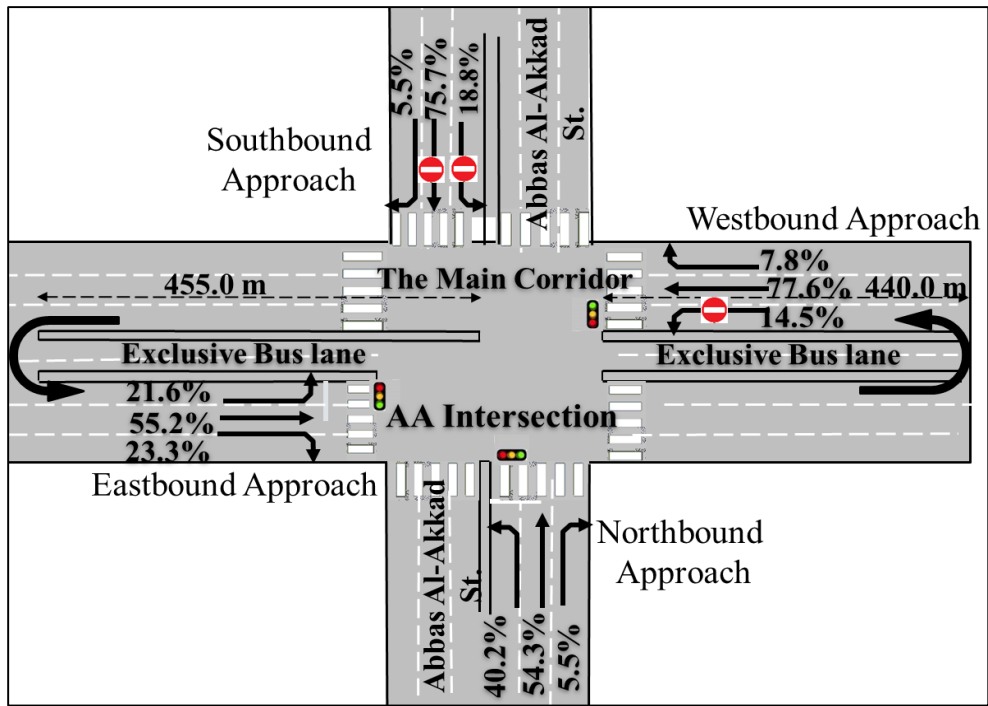 5.5%
75.7%
18.8%
Abbas Al-Akkad
St.
Southbound
Approach
Westbound Approach
The Main Corridor
7.8%
455.0 m
77.6%
440.0 m
14.5%
Exclusive Bus lane
Exclusive Bus lane
21.6%
55.2%
AA Intersection
23.3%
Eastbound Approach
Abbas Al-Akkad
St.
Northbound
Approach
40.2%
54.3%
5.5%